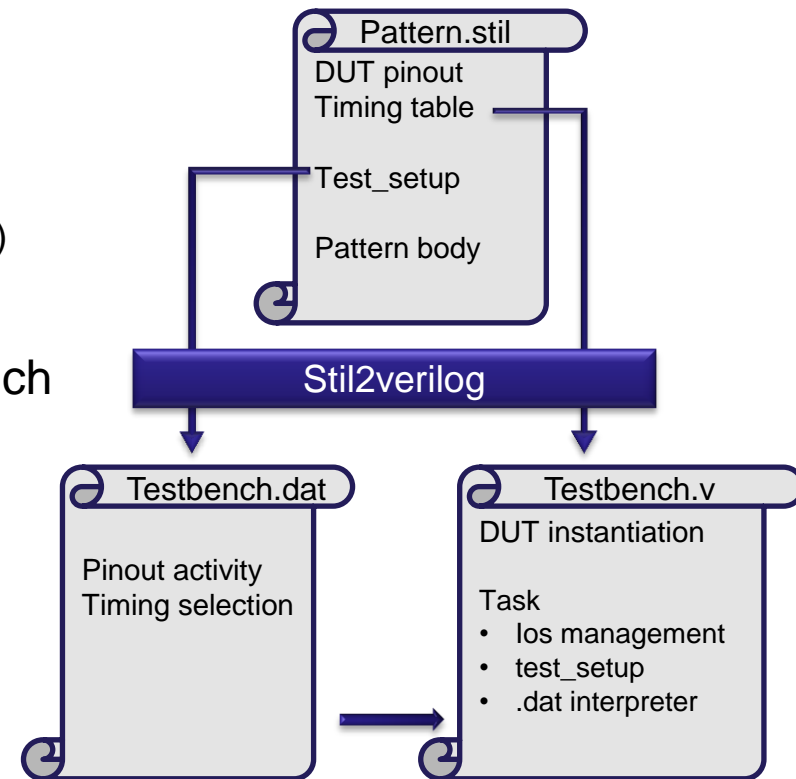 Pattern.stil
DUT pinout
Timing table
Test_setup
)
Pattern body
ch
Stil2verilog
Testbench.dat
Pinout activity
Timing selection
Testbench.v
DUT instantiation
Task
• Ios management
• test_setup
• .dat interpreter